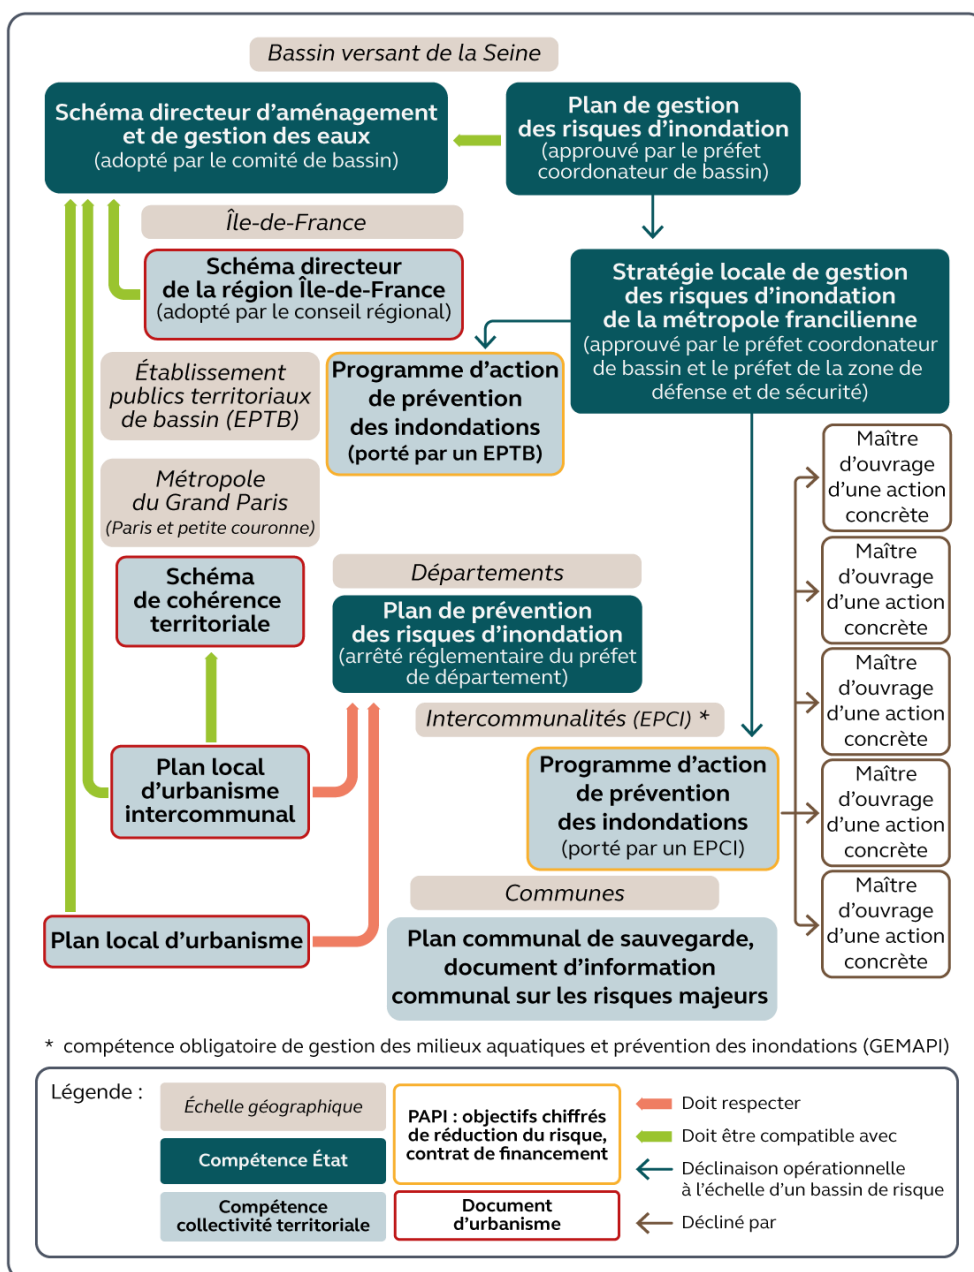 Bassin versant de la Seine
Schéma directeur d'aménagement
et de gestion des eaux
(adopté par le comité de bassin)
Plan de gestion
des risques d'inondation
(approuvé par le préfet
coordonateur de bassin)
Île-de-France
Schéma directeur
de la région Île-de-France
(adopté par le conseil régional)
Stratégie locale de gestion
des risques d'inondation
de la métropole francilienne
(approuvé par le préfet coordonateur
de bassin et le préfet de la zone de
défense et de sécurité)
Établissement
publics territoriaux
de bassin (EPTB)
Programme d'action
de prévention
des indondations
(porté par un EPTB)
Métropole
du Grand Paris
(Paris et petite couronne)
Schéma
de cohérence
territoriale
Départements
Plan de prévention
des risques d'inondation
(arrêté réglementaire du préfet
de département)
Intercommunalités (EPCI) *
Plan local
d'urbanisme
intercommunal
Programme d'action
de prévention
des indondations
(porté par un EPCI)
Maître
d'ouvrage
d'une action
concrète
Maître
d'ouvrage
d'une action
concrète
Maître
d'ouvrage
d'une action
concrète
Maître
d'ouvrage
d'une action
concrète
Maître
d'ouvrage
d'une action
concrète
Communes
Plan local d'urbanisme
Plan communal de sauvegarde,
document d'information
communal sur les risques majeurs
* compétence obligatoire de gestion des milieux aquatiques et prévention des inondations (GEMAPI)
Légende :
Échelle géographique
Compétence État
Compétence
collectivité territoriale
PAPI : objectifs chiffrés
de réduction du risque,
contrat de financement
Document
d'urbanisme
Doit respecter
Doit être compatible avec
Déclinaison opérationnelle
à l'échelle d'un bassin de risque
Décliné par